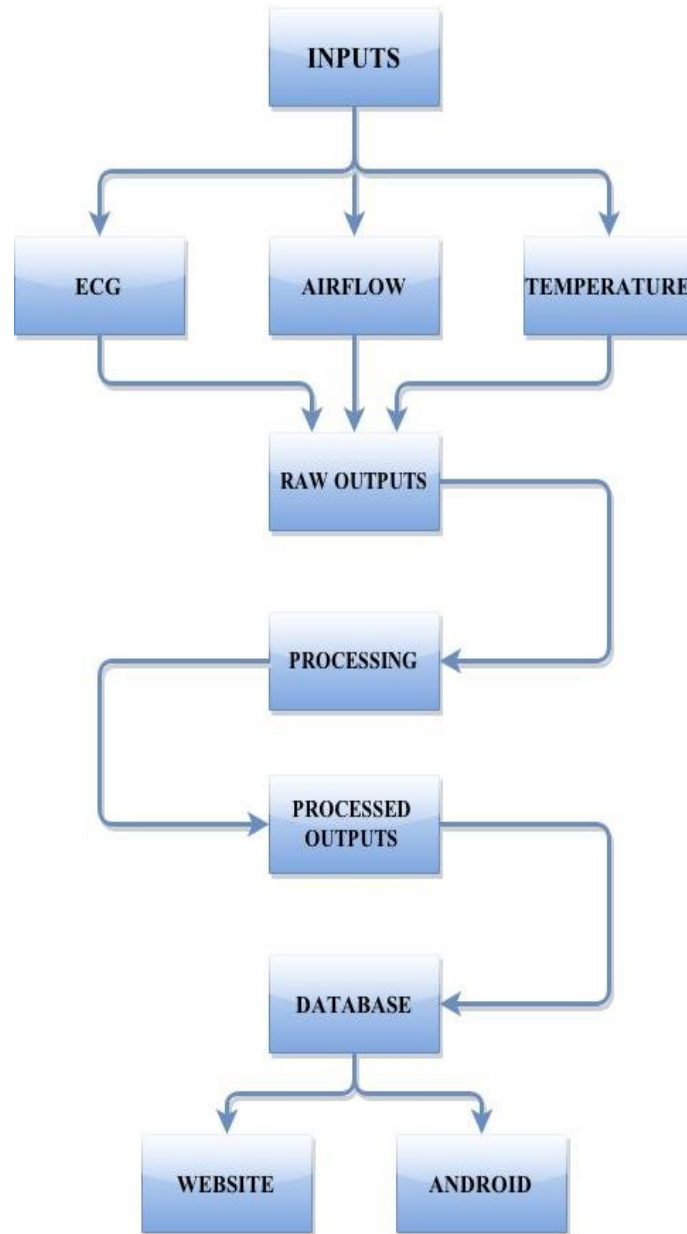 INPUTS
ECG
AIRFLOW
TEMPERATURE
RAW OUTPUTS
PROCESSING
PROCESSED
OUTPUTS
DATABASE
WEBSITE
ANDROID